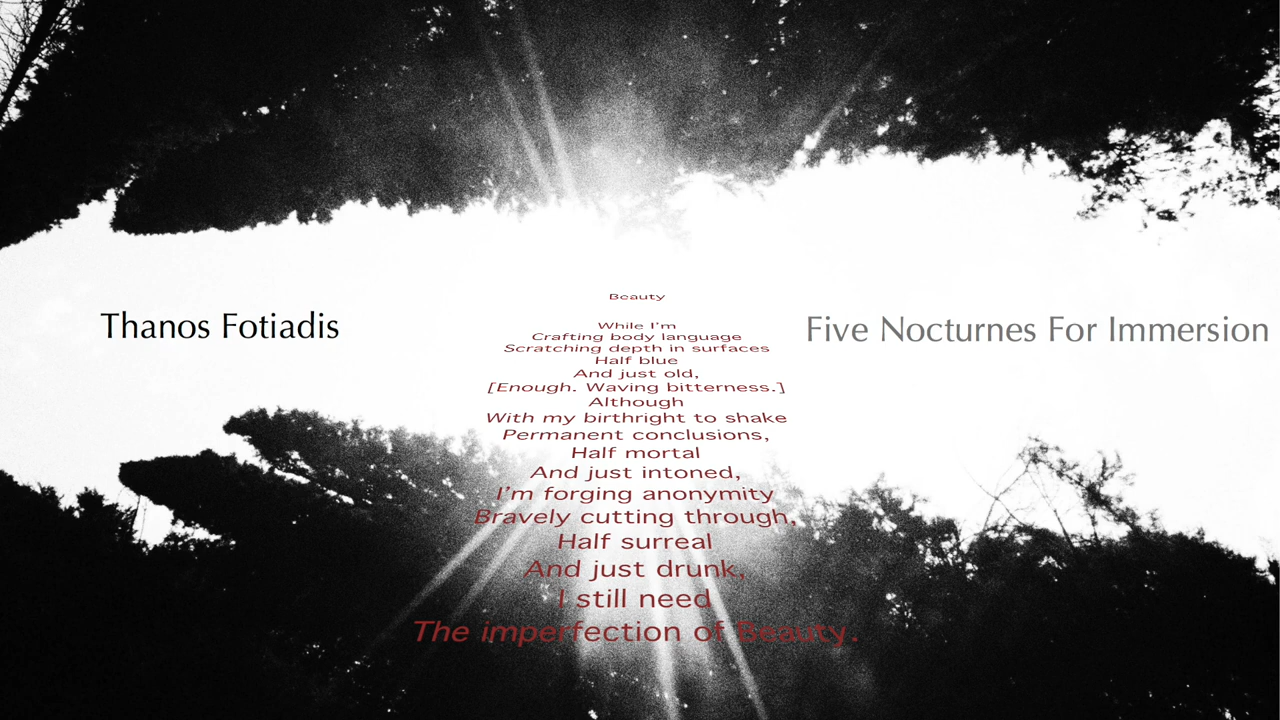 Thanos Fotiadis
Five Nocturnes For Immersion
Beauty
While I'm
Crafting body language
Scratching depth in surfaces
Half blue
And just old,
[Enough. Waving bitterness.]
Although
With my birthright to shake
Permanent conclusions,
Half mortal
And just intoned,
I'm forging anonymity
Bravely cutting through,
Half surreal
And just drunk,
I still need
The imperfection of Beauty.